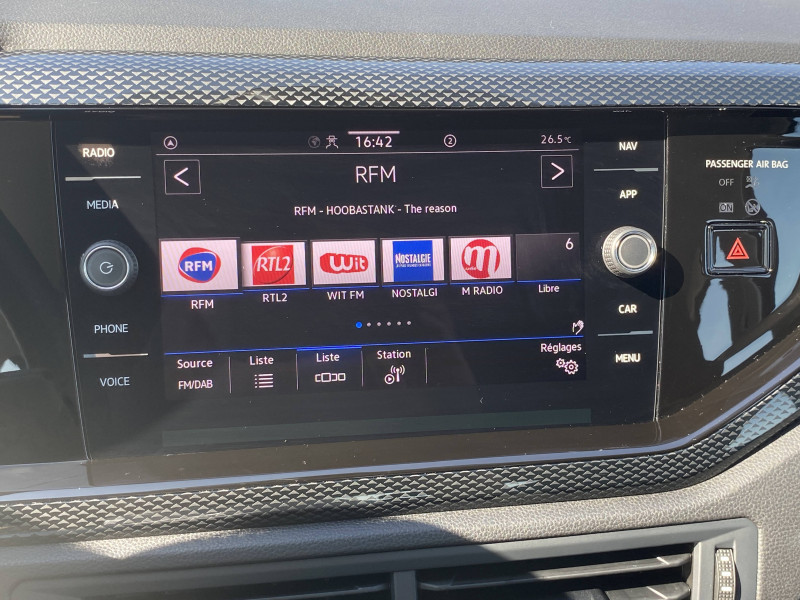 RADIO
MEDIA
PHONE
VOICE
16:42
2
26.5°C
RFM
RFM - HOOBASTANK - The reason
RFM
RTL2
Wit
NOSTALGIE
m
6
RFM
RTL2
WIT FM
NOSTALGI
M RADIO
Libre
Source
FM/DAB
Liste
Liste
Station
Réglages
NAV
APP
CAR
MENU
PASSENGER AIR BAG
OFF
ON